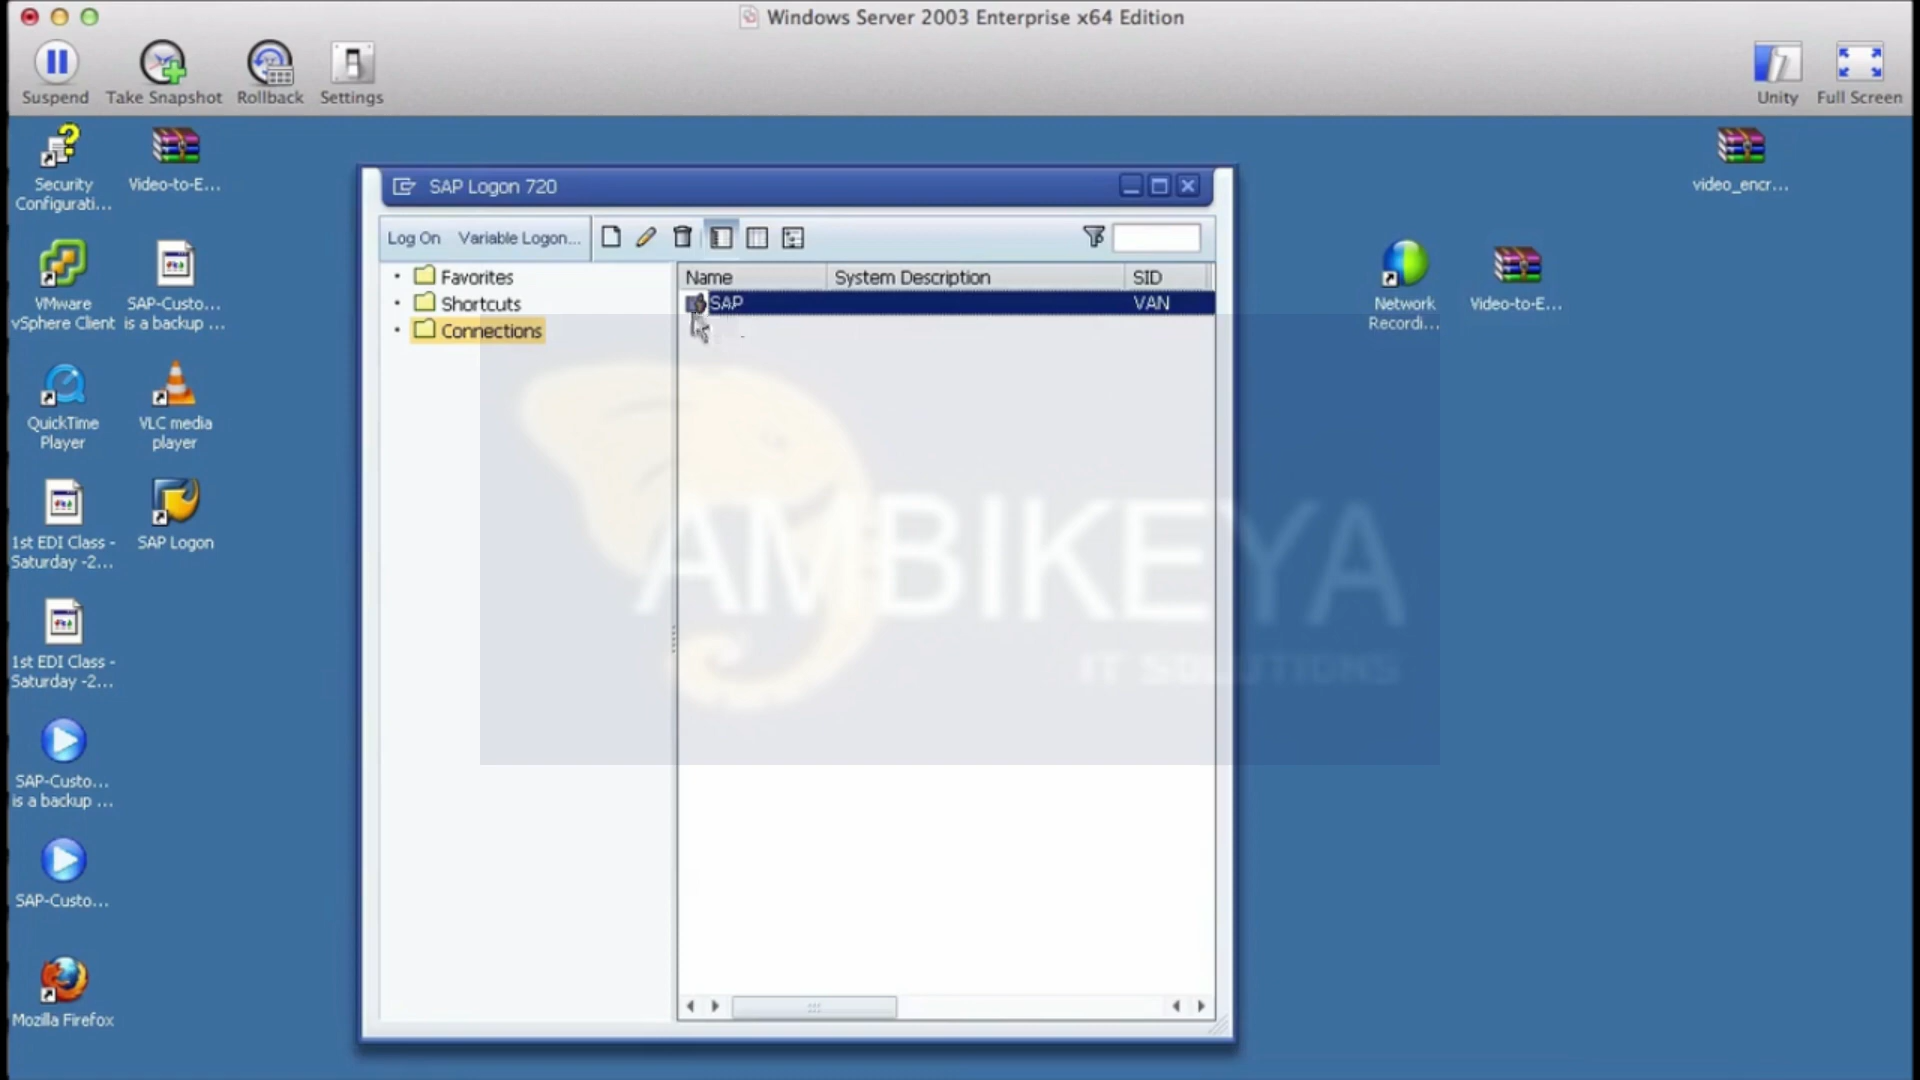 Windows Server 2003 Enterprise x64 Edition
Suspend
Take Snapshot
Rollback
Settings
Unity
Full Screen
Security
Configurati...
Video-to-E...
VMware
vSphere Client
SAP-Custo...
is a backup ...
QuickTime
Player
VLC media
player
1st EDI Class -
Saturday -2...
SAP Logon
1st EDI Class -
Saturday -2...
SAP-Custo...
is a backup ...
SAP-Custo...
Mozilla Firefox
SAP Logon 720
Log On
Variable Logon...
Favorites
Shortcuts
Connections
Name
System Description
SID
SAP
VAN
AMBIKEYA
IT SOLUTIONS
video_encr...
Network
Recordi...
Video-to-E...